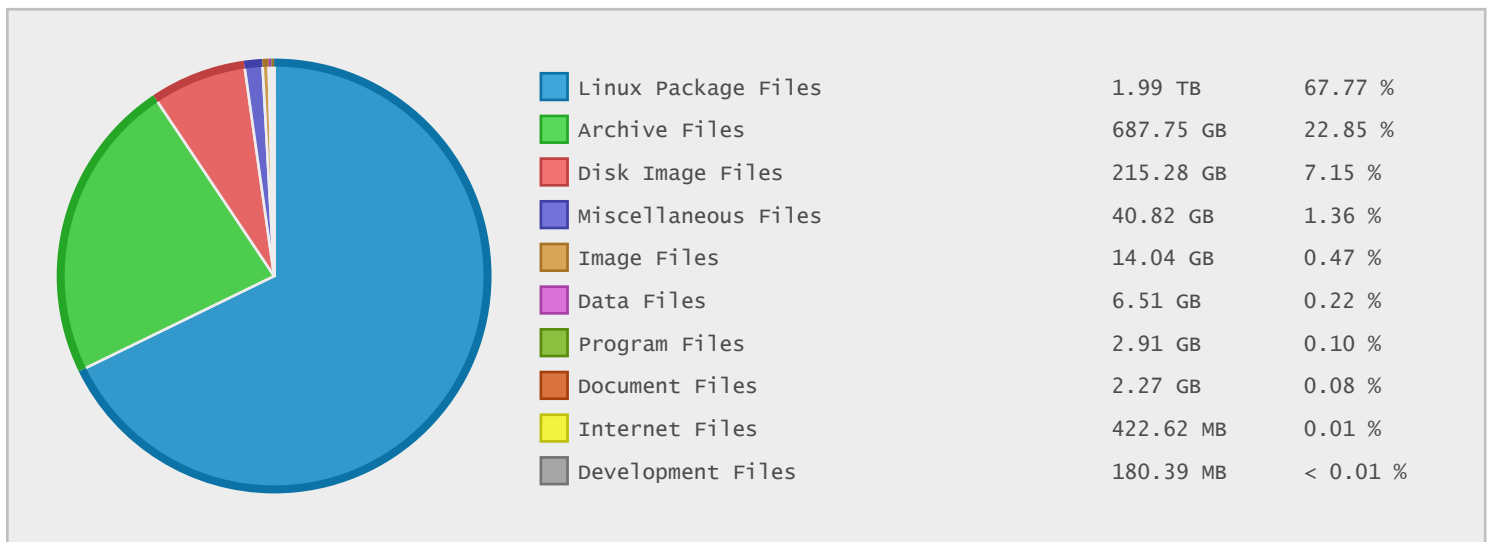 Linux Package Files 1.99 TB 67.77 %
Archive Files 687.75 GB 22.85 %
Disk Image Files 215.28 GB 7.15 %
Miscellaneous Files 40.82 GB 1.36 %
Image Files 14.04 GB 0.47 %
Data Files 6.51 GB 0.22 %
Program Files 2.91 GB 0.10 %
Document Files 2.27 GB 0.08 %
Internet Files 422.62 MB 0.01 %
Development Files 180.39 MB < 0.01 %